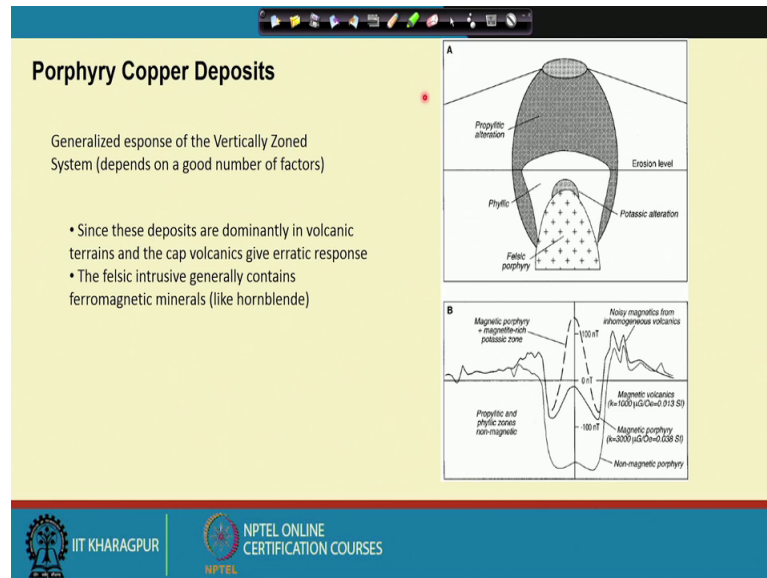 Porphyry Copper Deposits
Generalized esponse of the Vertically Zoned
System (depends on a good number of factors)
• Since these deposits are dominantly in volcanic
terrains and the cap volcanics give erratic response
• The felsic intrusive generally contains
ferromagnetic minerals (like hornblende)
A
Propylitic
alteration
Erosion level
Phyllic
Potassic alteration
Felsic
porphyry
B
Magnetic porphyry
+ magnetite-rich
potassic zone
Noisy magnetics from
inhomogeneous volcanics
100 nT
0 nT
-100 nT
Propylitic and
phyllic zones
non-magnetic
Magnetic volcanics
(k=1000 µG/Oe=0.013 SI)
Magnetic porphyry
(k=3000 µG/Oe=0.038 SI)
Non-magnetic porphyry
IIT KHARAGPUR
NPTEL
NPTEL ONLINE
CERTIFICATION COURSES